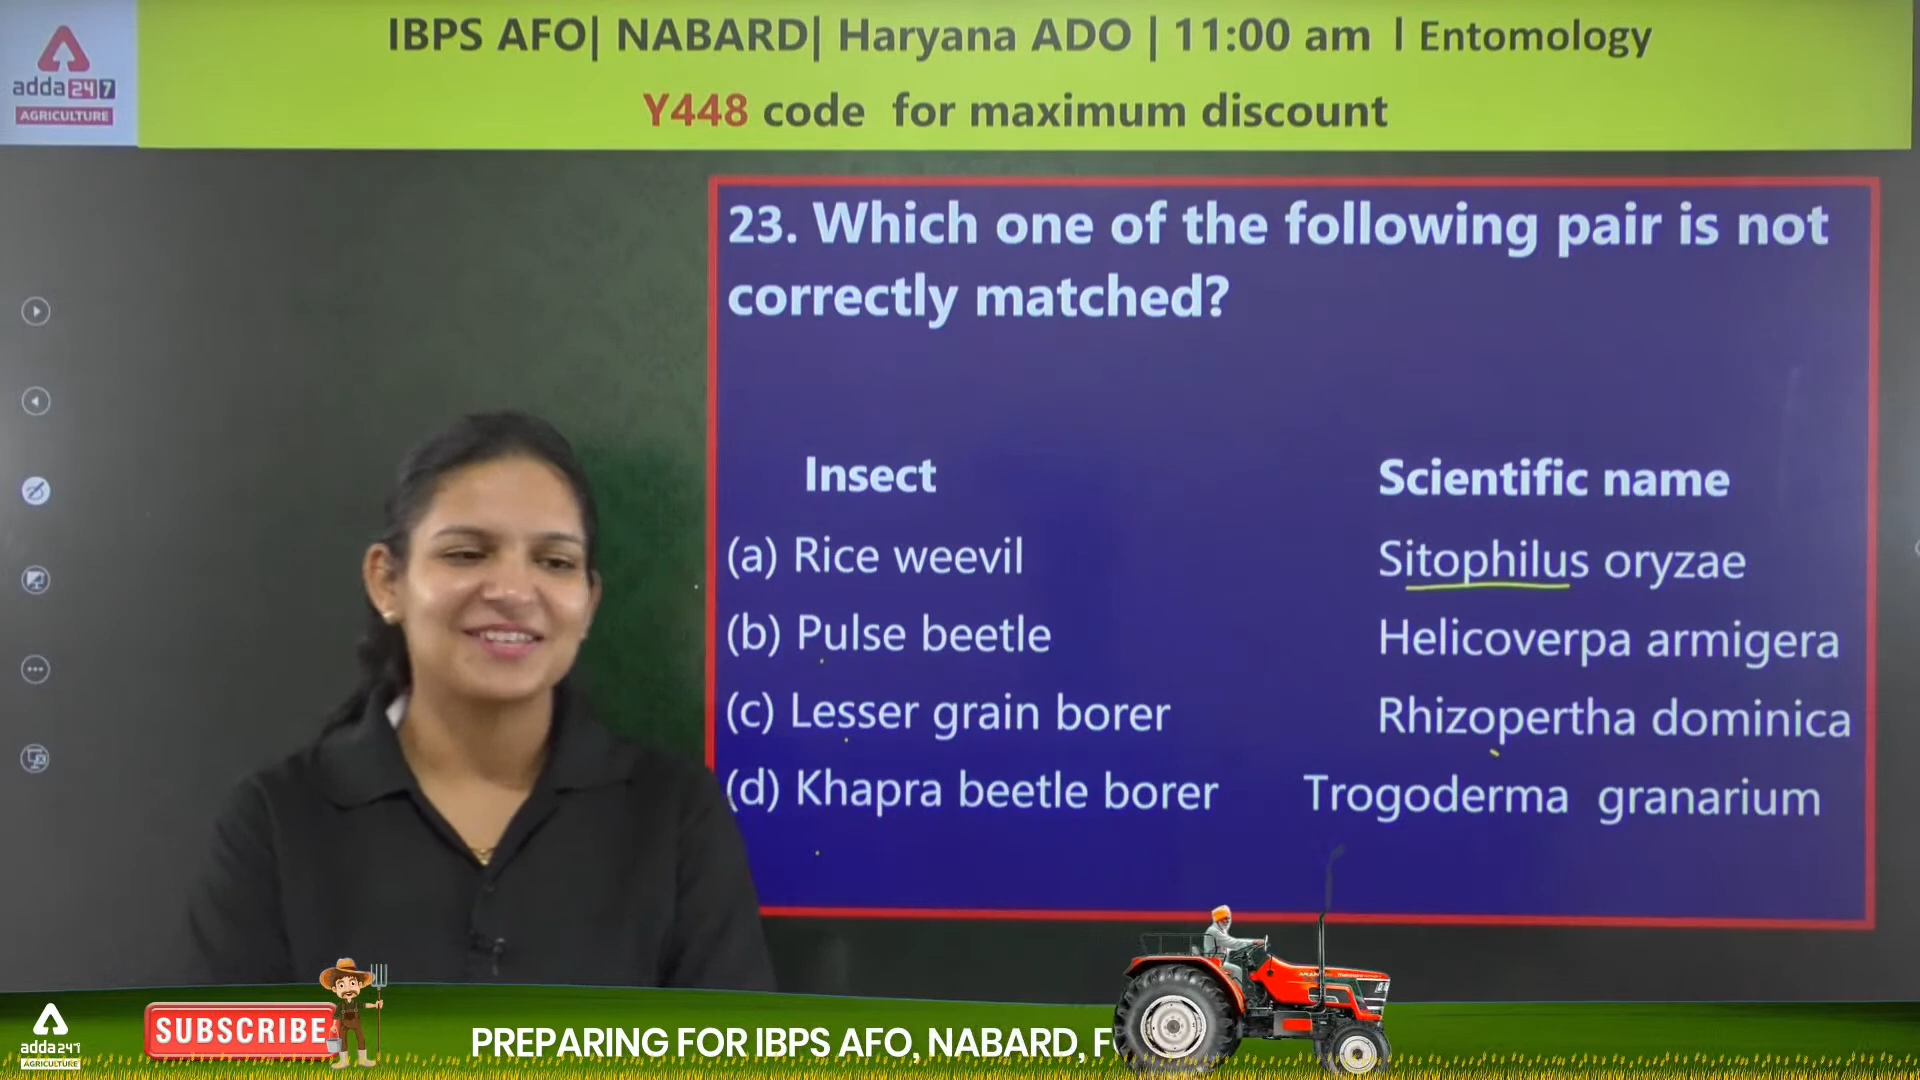 IBPS AFO| NABARD| Haryana ADO | 11:00 am I Entomology
Y448 code for maximum discount
adda 247
AGRICULTURE
23. Which one of the following pair is not
correctly matched?
Insect Scientific name
(a) Rice weevil Sitophilus oryzae
(b) Pulse beetle Helicoverpa armigera
(c) Lesser grain borer Rhizopertha dominica
(d) Khapra beetle borer Trogoderma granarium
adda 247
AGRICULTURE
SUBSCRIBE
PREPARING FOR IBPS AFO, NABARD, F